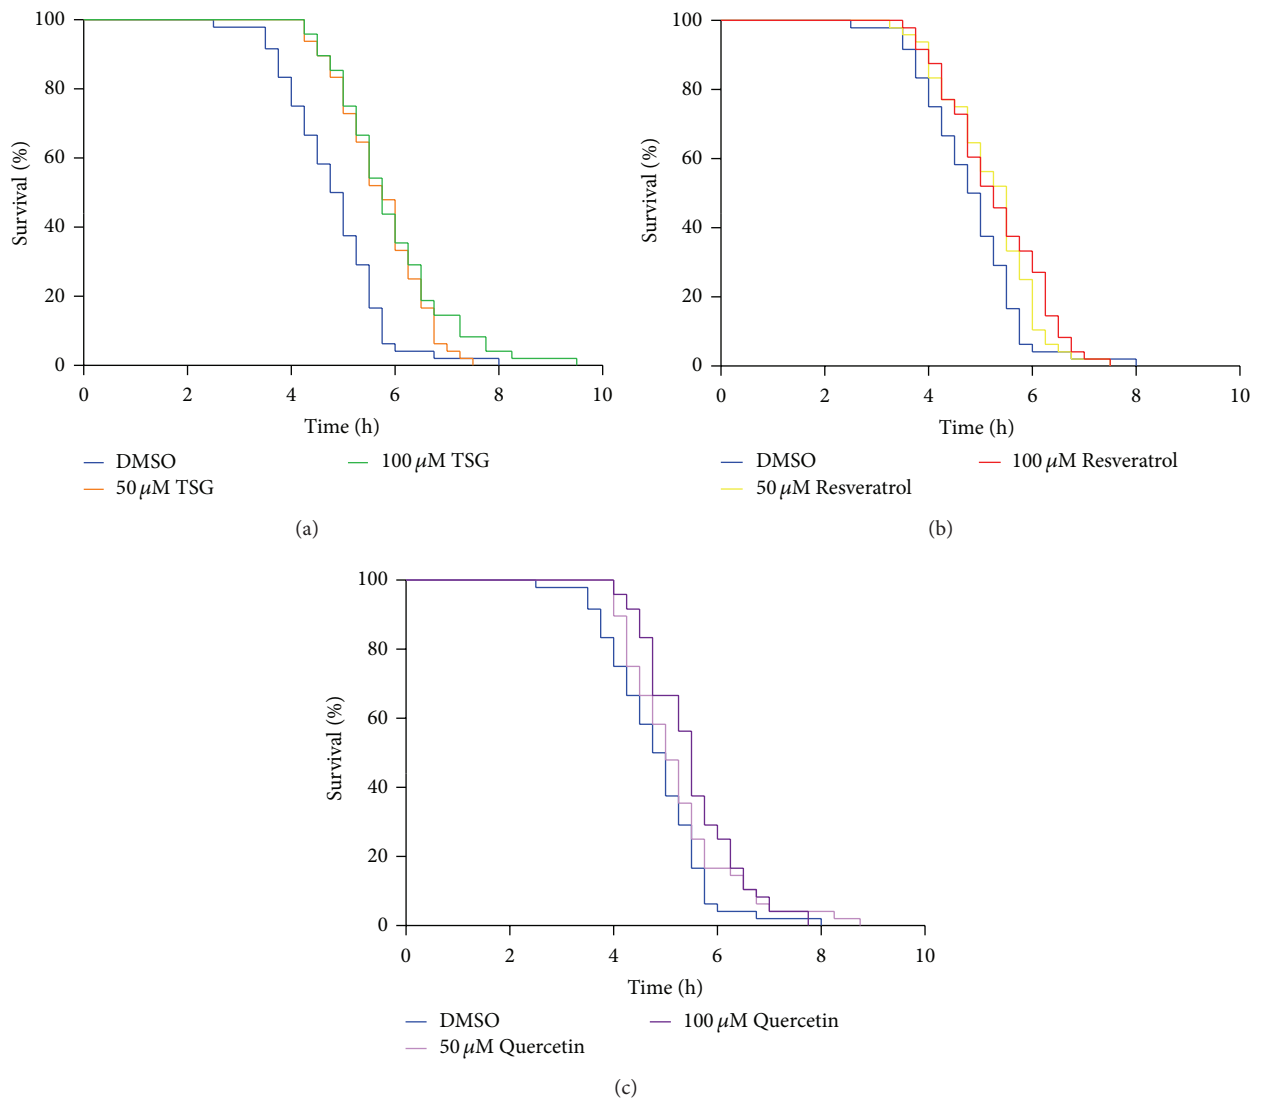 100
80
60
40
20
0
Survival (%)
0 2 4 6 8 10
Time (h)
DMSO
50 μM TSG
100 μM TSG
(a)
100
80
60
40
20
0
Survival (%)
0 2 4 6 8 10
Time (h)
DMSO
50 μM Resveratrol
100 μM Resveratrol
(b)
100
80
60
40
20
0
Survival (%)
0 2 4 6 8 10
Time (h)
DMSO
50 μM Quercetin
100 μM Quercetin
(c)